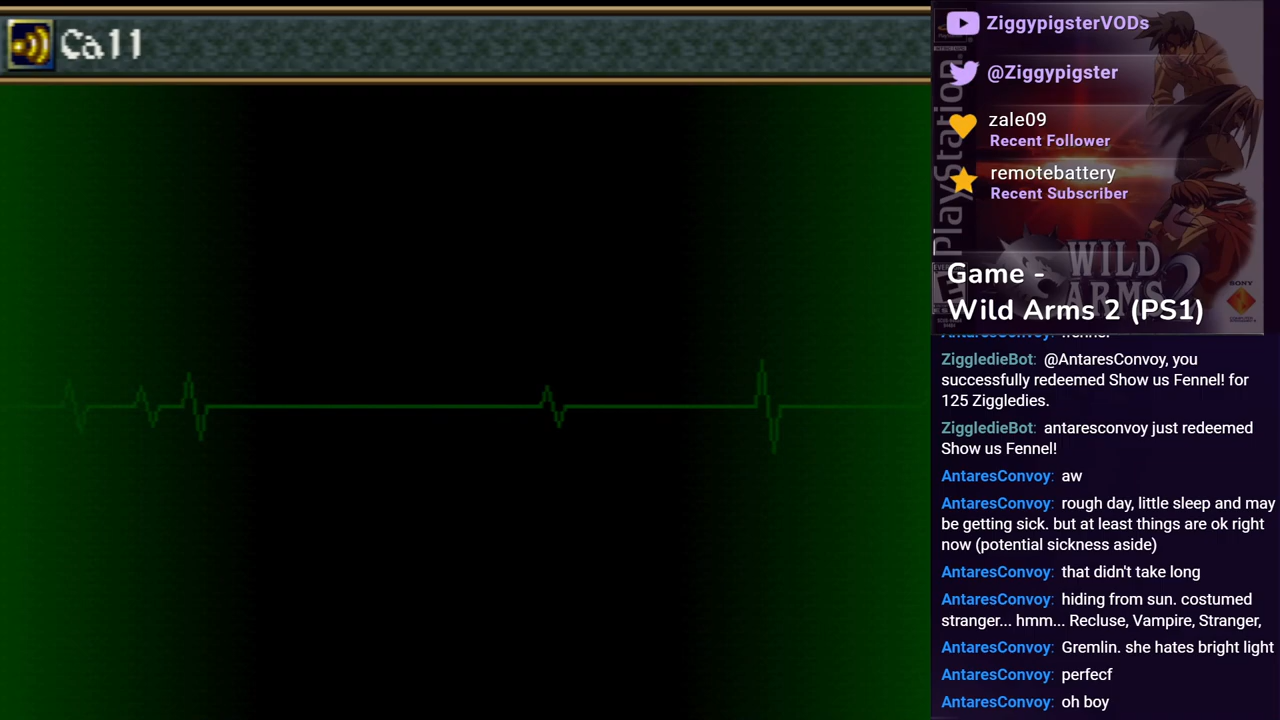 Call
ZiggypigsterVODs
@Ziggypigster
zale09
Recent Follower
remotebattery
Recent Subscriber
PlayStation
WILD
ARMS 2
SONY
Game -
Wild Arms 2 (PS1)
ZiggledieBot: @AntaresConvoy, you
successfully redeemed Show us Fennel! for
125 Ziggledies.
ZiggledieBot: antaresconvoy just redeemed
Show us Fennel!
AntaresConvoy: aw
AntaresConvoy: rough day, little sleep and may
be getting sick. but at least things are ok right
now (potential sickness aside)
AntaresConvoy: that didn't take long
AntaresConvoy: hiding from sun. costumed
stranger... hmm... Recluse, Vampire, Stranger,
AntaresConvoy: Gremlin. she hates bright light
AntaresConvoy: perfecf
AntaresConvoy: oh boy